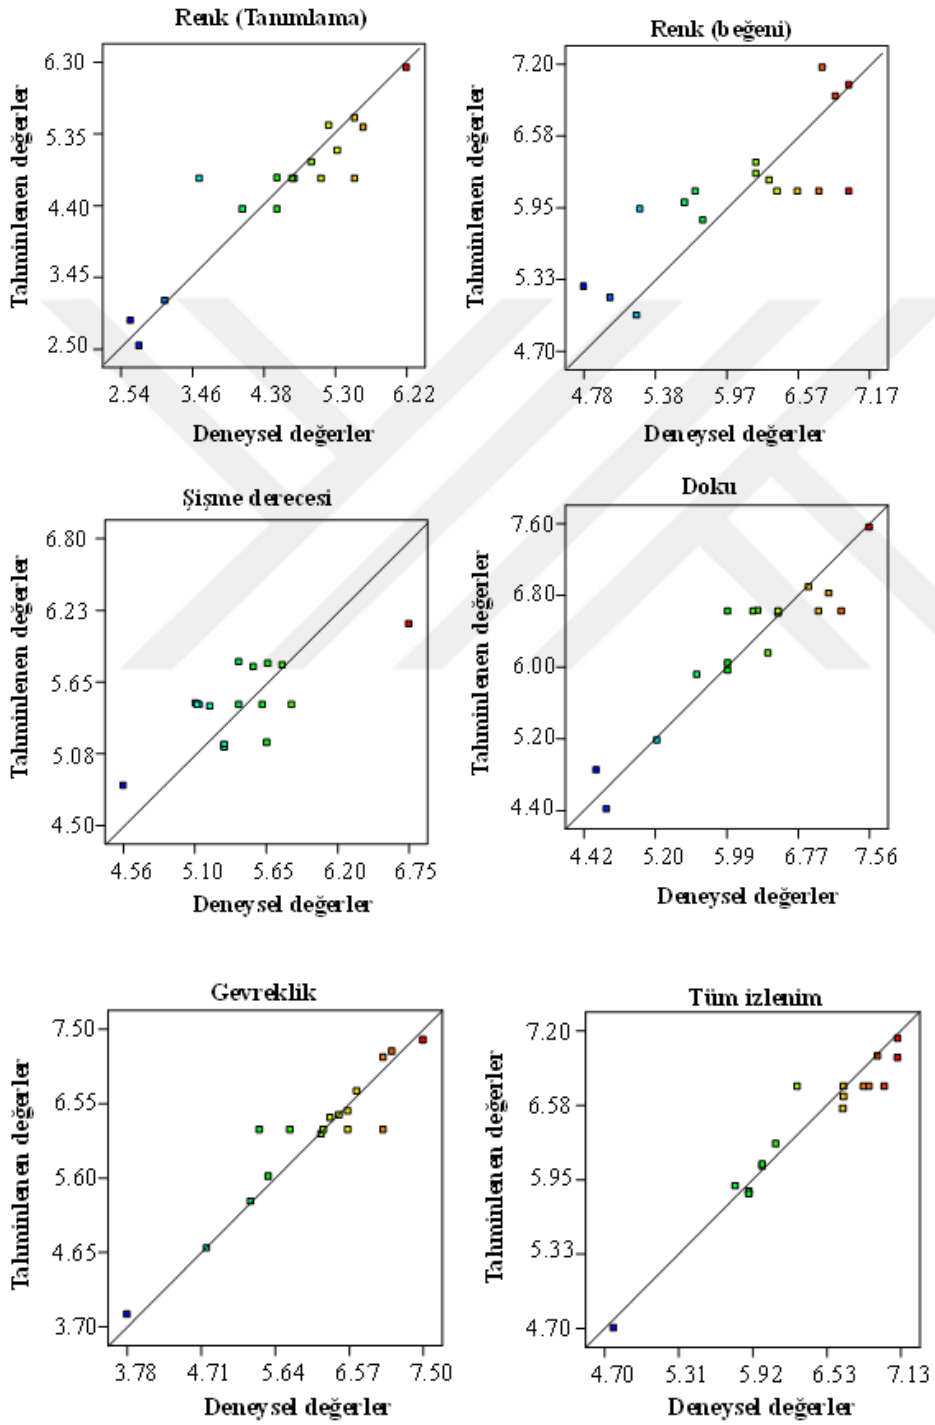 Renk (Tanımlama)
Tahminlenen değerler
6.30
5.35
4.40
3.45
2.50
2.54 3.46 4.38 5.30 6.22
Deneysel değerler
Renk (beğeni)
Tahminlenen değerler
7.20
6.58
5.95
5.33
4.70
4.78 5.38 5.97 6.57 7.17
Deneysel değerler
Şişme derecesi
Tahminlenen değerler
6.80
6.23
5.65
5.08
4.50
4.56 5.10 5.65 6.20 6.75
Deneysel değerler
Doku
Tahminlenen değerler
7.60
6.80
6.00
5.20
4.40
4.42 5.20 5.99 6.77 7.56
Deneysel değerler
Gevreklik
Tahminlenen değerler
7.50
6.55
5.60
4.65
3.70
3.78 4.71 5.64 6.57 7.50
Deneysel değerler
Tüm izlenim
Tahminlenen değerler
7.20
6.58
5.95
5.33
4.70
4.70 5.31 5.92 6.53 7.13
Deneysel değerler